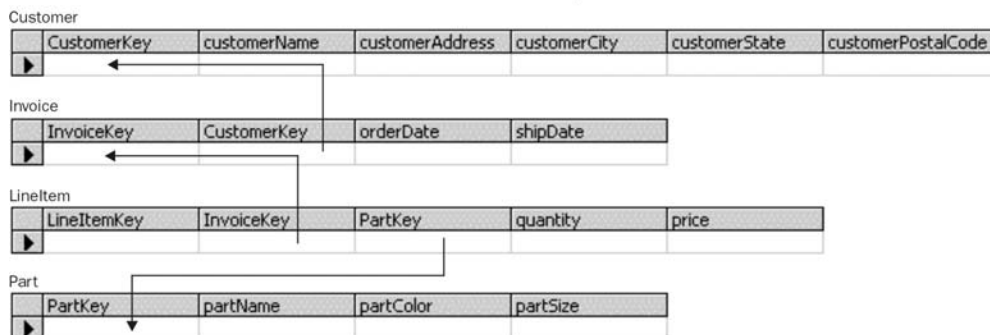 Customer
CustomerKey customerName customerAddress customerCity customerState customerPostalCode
Invoice
InvoiceKey CustomerKey orderDate shipDate
LineItem
LineItemKey InvoiceKey PartKey quantity price
Part
PartKey partName partColor partSize